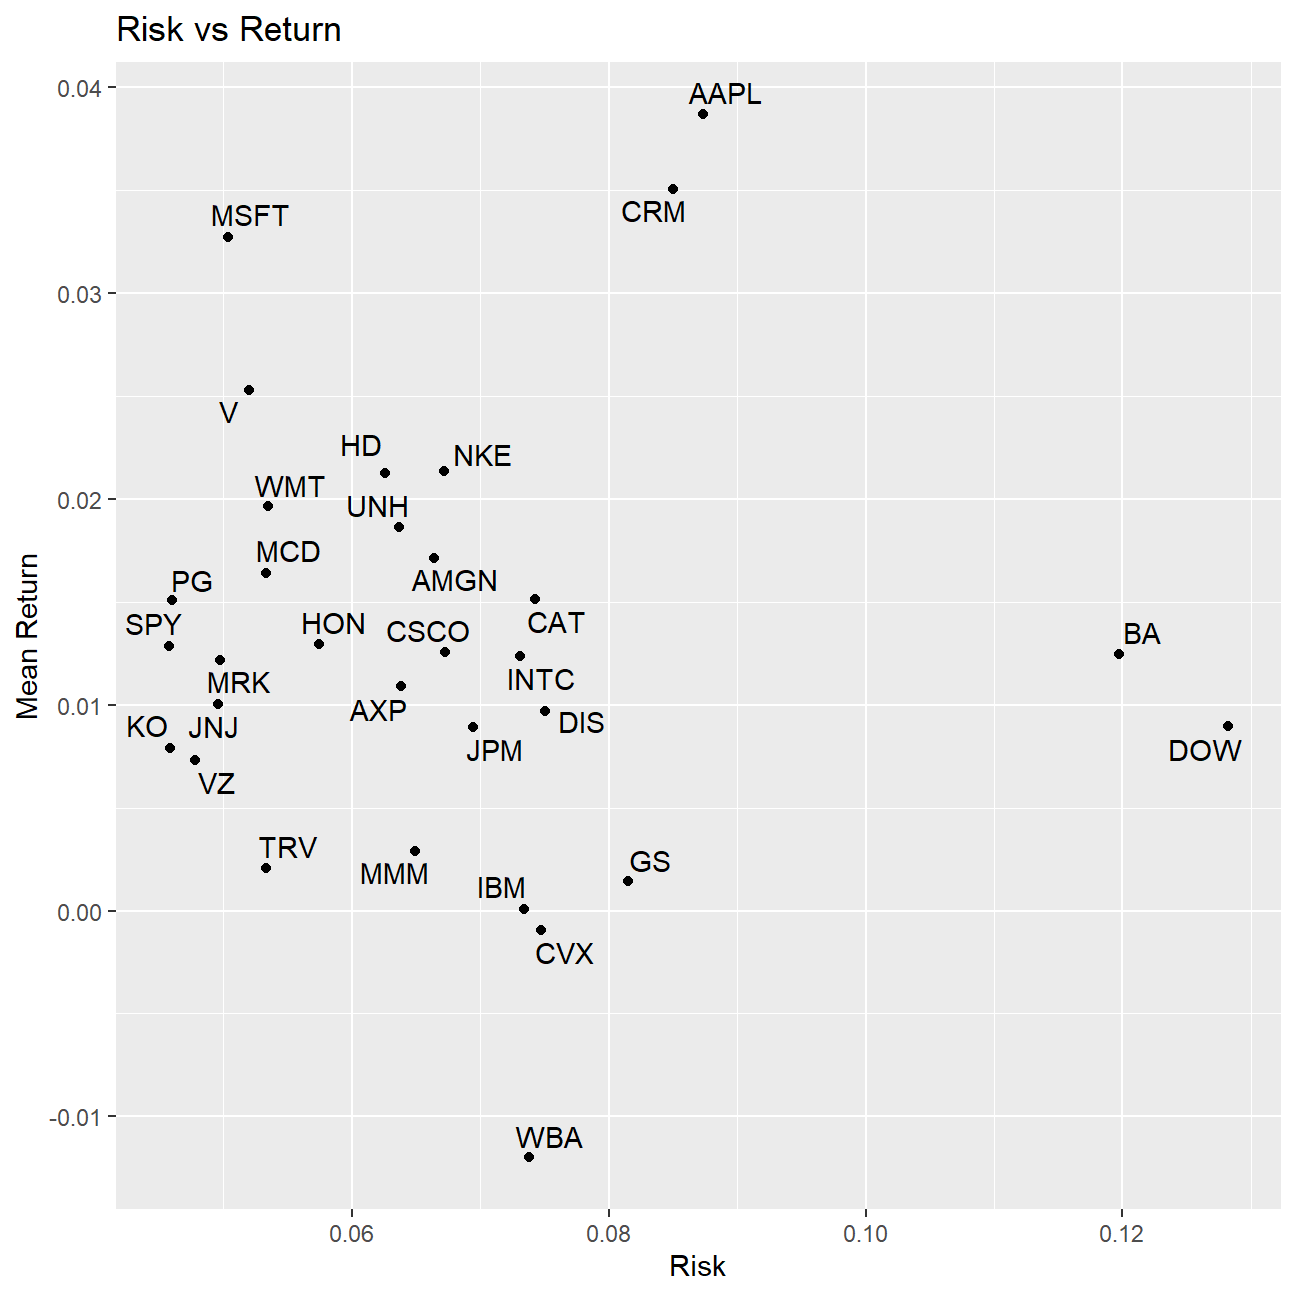 Risk vs Return
0.04
AAPL
CRM
MSFT
0.03
V
HD
NKE
WMT
0.02
UNH
MCD
PG
AMGN
SPY
HON
CSCO
CAT
BA
MRK
INTC
Mean Return
0.01
AXP
KO
JNJ
DIS
JPM
DOW
VZ
TRV
MMM
GS
IBM
0.00
CVX
-0.01
WBA
0.06
0.08
0.10
0.12
Risk